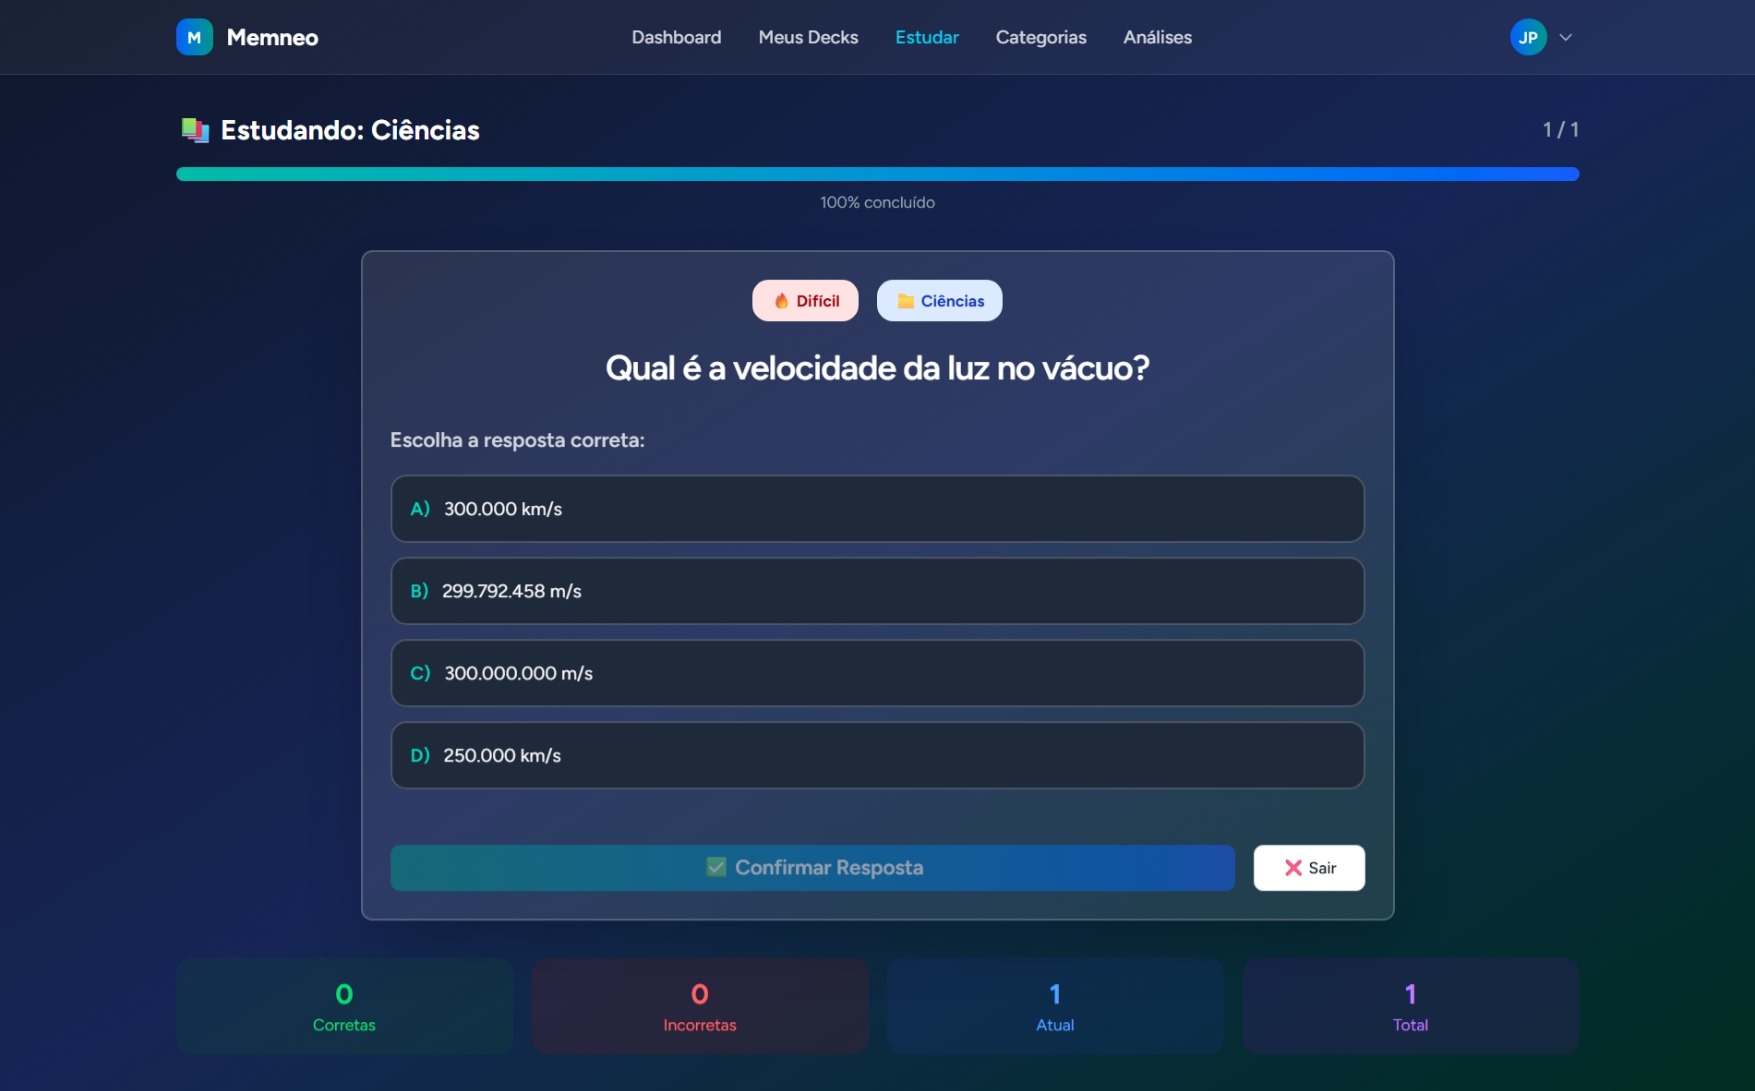 M Memneo Dashboard Meus Decks Estudar Categorias Análises JP
Estudando: Ciências 1 / 1
100% concluído
Difícil Ciências
Qual é a velocidade da luz no vácuo?
Escolha a resposta correta:
A) 300.000 km/s
B) 299.792.458 m/s
C) 300.000.000 m/s
D) 250.000 km/s
Confirmar Resposta Sair
0 0 1 1
Corretas Incorretas Atual Total